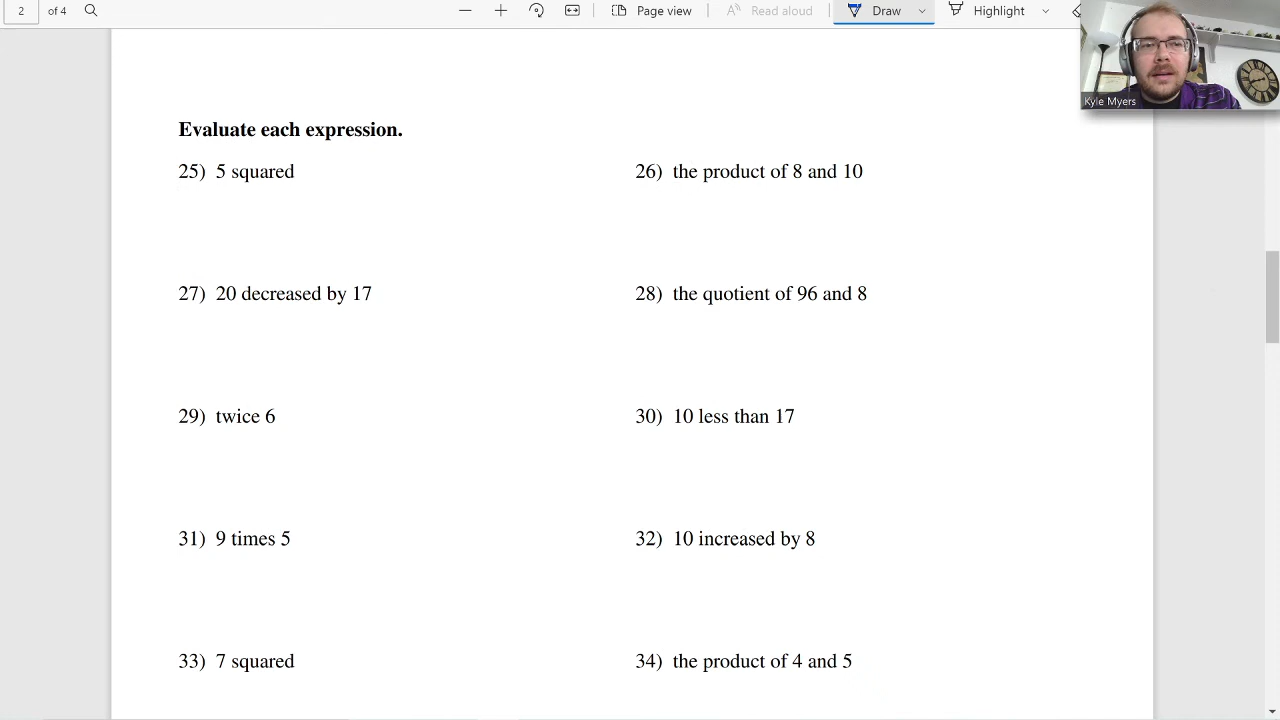 2 of 4 Page view Read aloud Draw Highlight
Kyle Myers
Evaluate each expression.
25) 5 squared
26) the product of 8 and 10
27) 20 decreased by 17
28) the quotient of 96 and 8
29) twice 6
30) 10 less than 17
31) 9 times 5
32) 10 increased by 8
33) 7 squared
34) the product of 4 and 5